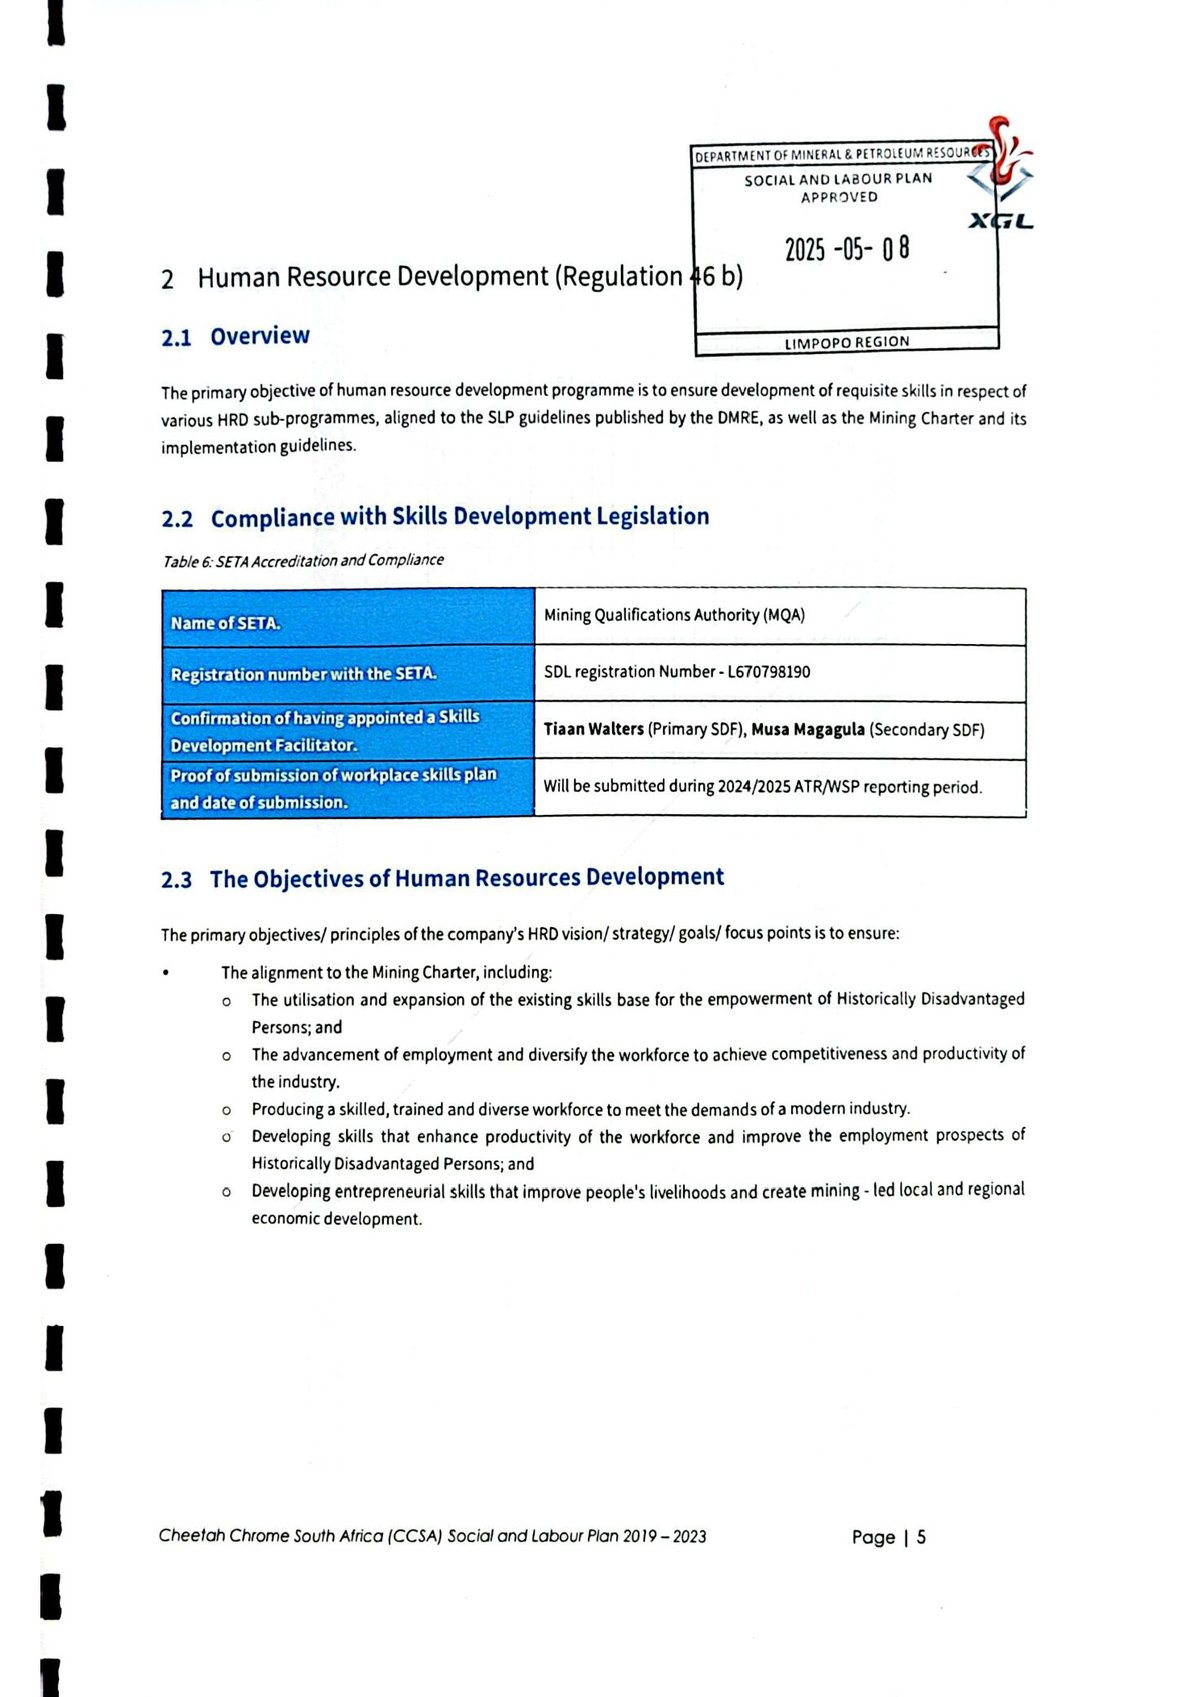 DEPARTMENT OF MINERAL & PETROLEUM RESOURCES
SOCIAL AND LABOUR PLAN
APPROVED
XGL
2025 -05- 08
LIMPOPO REGION
2 Human Resource Development (Regulation 46 b)
2.1 Overview
The primary objective of human resource development programme is to ensure development of requisite skills in respect of
various HRD sub-programmes, aligned to the SLP guidelines published by the DMRE, as well as the Mining Charter and its
implementation guidelines.
2.2 Compliance with Skills Development Legislation
Table 6: SETA Accreditation and Compliance
Name of SETA.
Mining Qualifications Authority (MQA)
Registration number with the SETA.
SDL registration Number - L670798190
Confirmation of having appointed a Skills
Development Facilitator.
Tiaan Walters (Primary SDF), Musa Magagula (Secondary SDF)
Proof of submission of workplace skills plan
and date of submission.
Will be submitted during 2024/2025 ATR/WSP reporting period.
2.3 The Objectives of Human Resources Development
The primary objectives/ principles of the company's HRD vision/ strategy/ goals/ focus points is to ensure:
• The alignment to the Mining Charter, including:
o The utilisation and expansion of the existing skills base for the empowerment of Historically Disadvantaged
Persons; and
o The advancement of employment and diversify the workforce to achieve competitiveness and productivity of
the industry.
o Producing a skilled, trained and diverse workforce to meet the demands of a modern industry.
o Developing skills that enhance productivity of the workforce and improve the employment prospects of
Historically Disadvantaged Persons; and
o Developing entrepreneurial skills that improve people's livelihoods and create mining - led local and regional
economic development.
Cheetah Chrome South Africa (CCSA) Social and Labour Plan 2019 – 2023
Page | 5